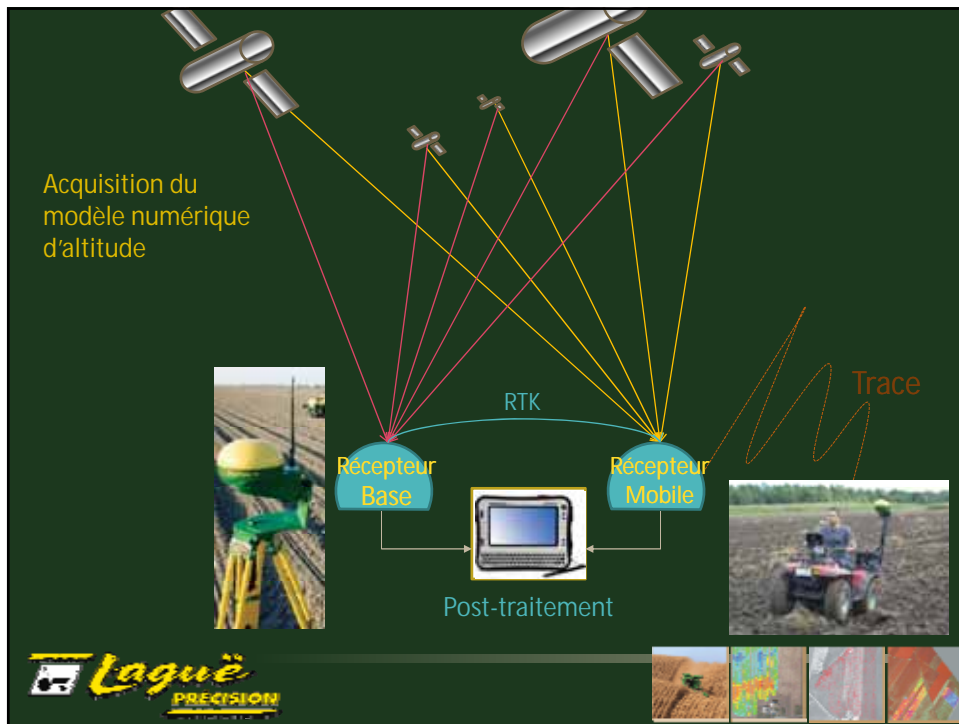 Acquisition du
modèle numérique
d'altitude
Trace
RTK
Récepteur
Base
Récepteur
Mobile
Post-traitement
Laguë
PRECISION